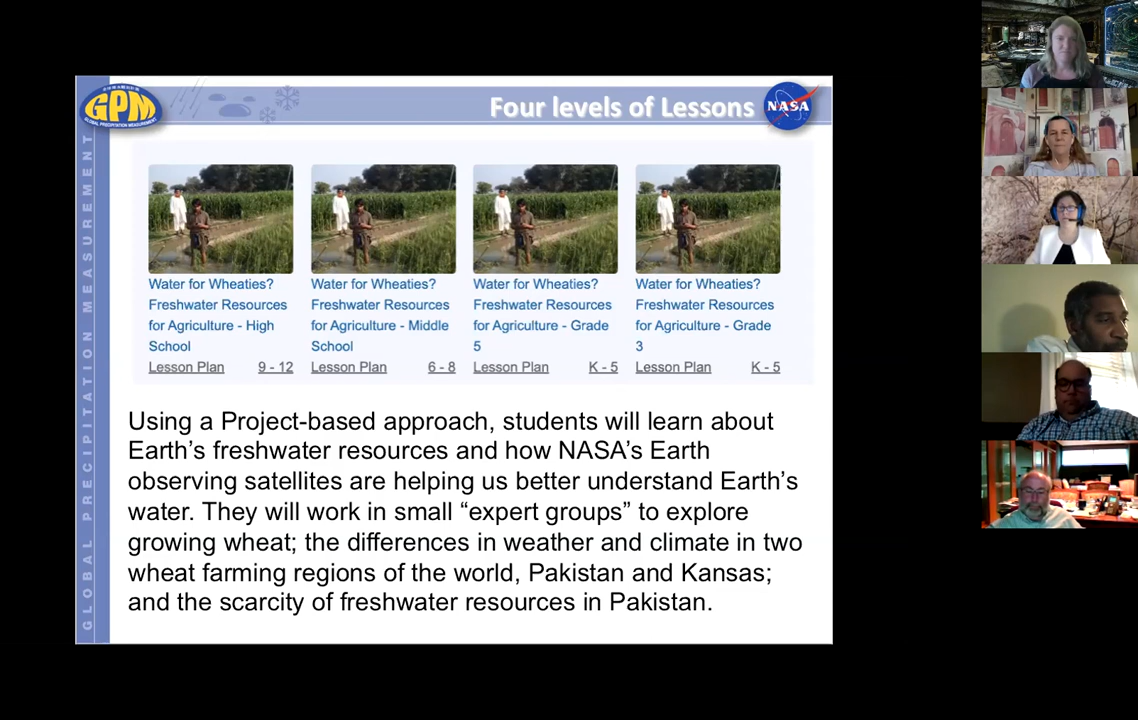 GPM
GLOBAL PRECIPITATION MEASUREMENT
Four levels of Lessons
NASA
GLOBAL PRECIPITATION MEASUREMENT
Water for Wheaties?
Freshwater Resources
for Agriculture - High
School
Lesson Plan 9 - 12
Water for Wheaties?
Freshwater Resources
for Agriculture - Middle
School
Lesson Plan 6 - 8
Water for Wheaties?
Freshwater Resources
for Agriculture - Grade
5
Lesson Plan K - 5
Water for Wheaties?
Freshwater Resources
for Agriculture - Grade
3
Lesson Plan K - 5
Using a Project-based approach, students will learn about
Earth’s freshwater resources and how NASA’s Earth
observing satellites are helping us better understand Earth’s
water. They will work in small “expert groups” to explore
growing wheat; the differences in weather and climate in two
wheat farming regions of the world, Pakistan and Kansas;
and the scarcity of freshwater resources in Pakistan.